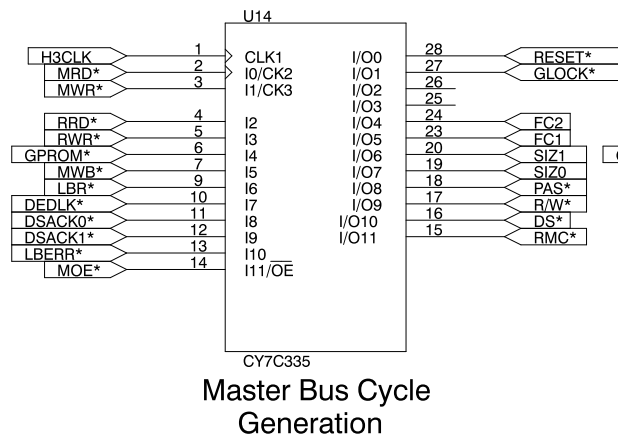 U14
H3CLK 1 CLK1 I/O0 28 RESET*
MRD* 2 I0/CK2 I/O1 27 GLOCK*
MWR* 3 I1/CK3 I/O2 26
I/O3 25
RRD* 4 I2 I/O4 24 FC2
RWR* 5 I3 I/O5 23 FC1
GPROM* 6 I4 I/O6 20 SIZ1
MWB* 7 I5 I/O7 19 SIZ0
LBR* 9 I6 I/O8 18 PAS*
DEDLK* 10 I7 I/O9 17 R/W*
DSACK0* 11 I8 I/O10 16 DS*
DSACK1* 12 I9 I/O11 15 RMC*
LBERR* 13 I10
MOE* 14 I11/OE
CY7C335
Master Bus Cycle
Generation